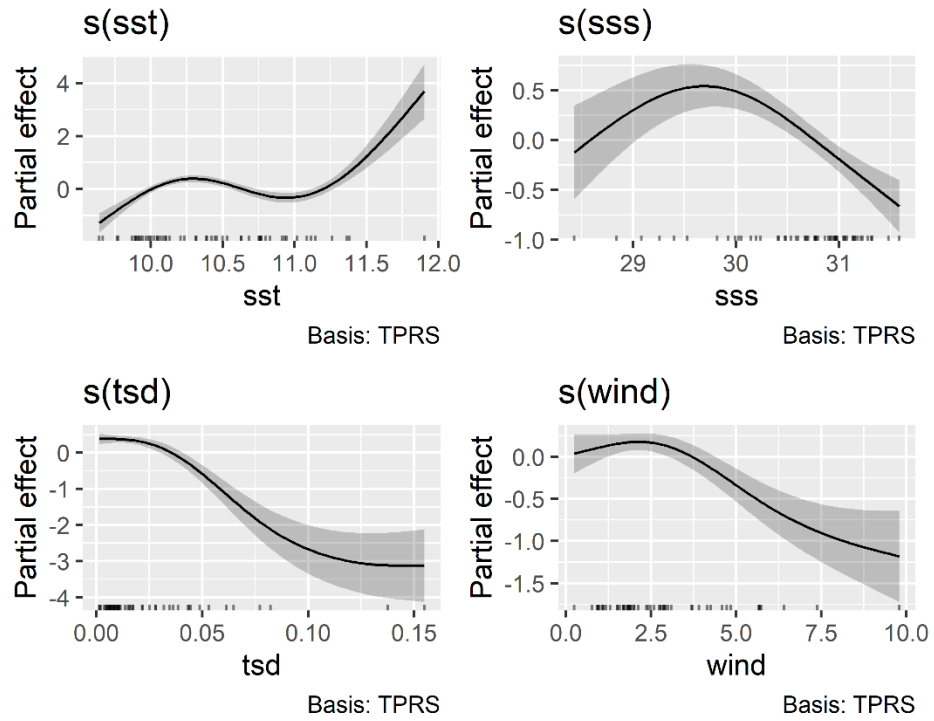 s(sst)
Partial effect
4
2
0
10.0 10.5 11.0 11.5 12.0
sst
Basis: TPRS
s(sss)
Partial effect
0.5
0.0
-0.5
-1.0
29 30 31
sss
Basis: TPRS
s(tsd)
Partial effect
0
-1
-2
-3
-4
0.00 0.05 0.10 0.15
tsd
Basis: TPRS
s(wind)
Partial effect
0.0
-0.5
-1.0
-1.5
0.0 2.5 5.0 7.5 10.0
wind
Basis: TPRS